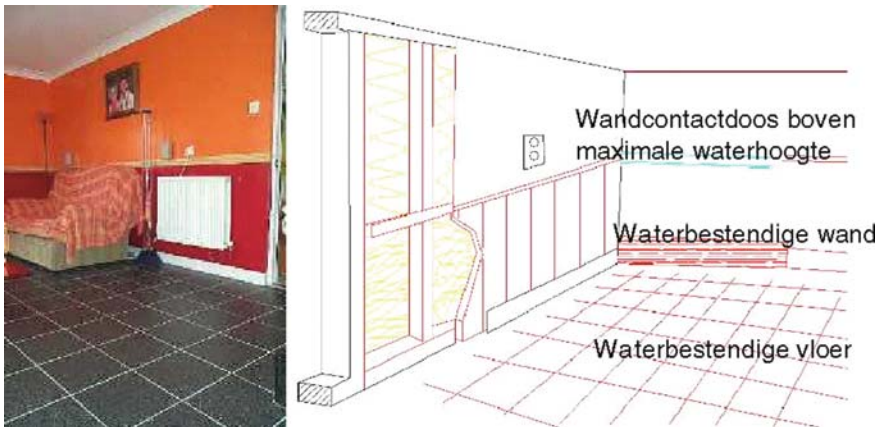 Wandcontactdoos boven
maximale waterhoogte
Waterbestendige wand
Waterbestendige vloer